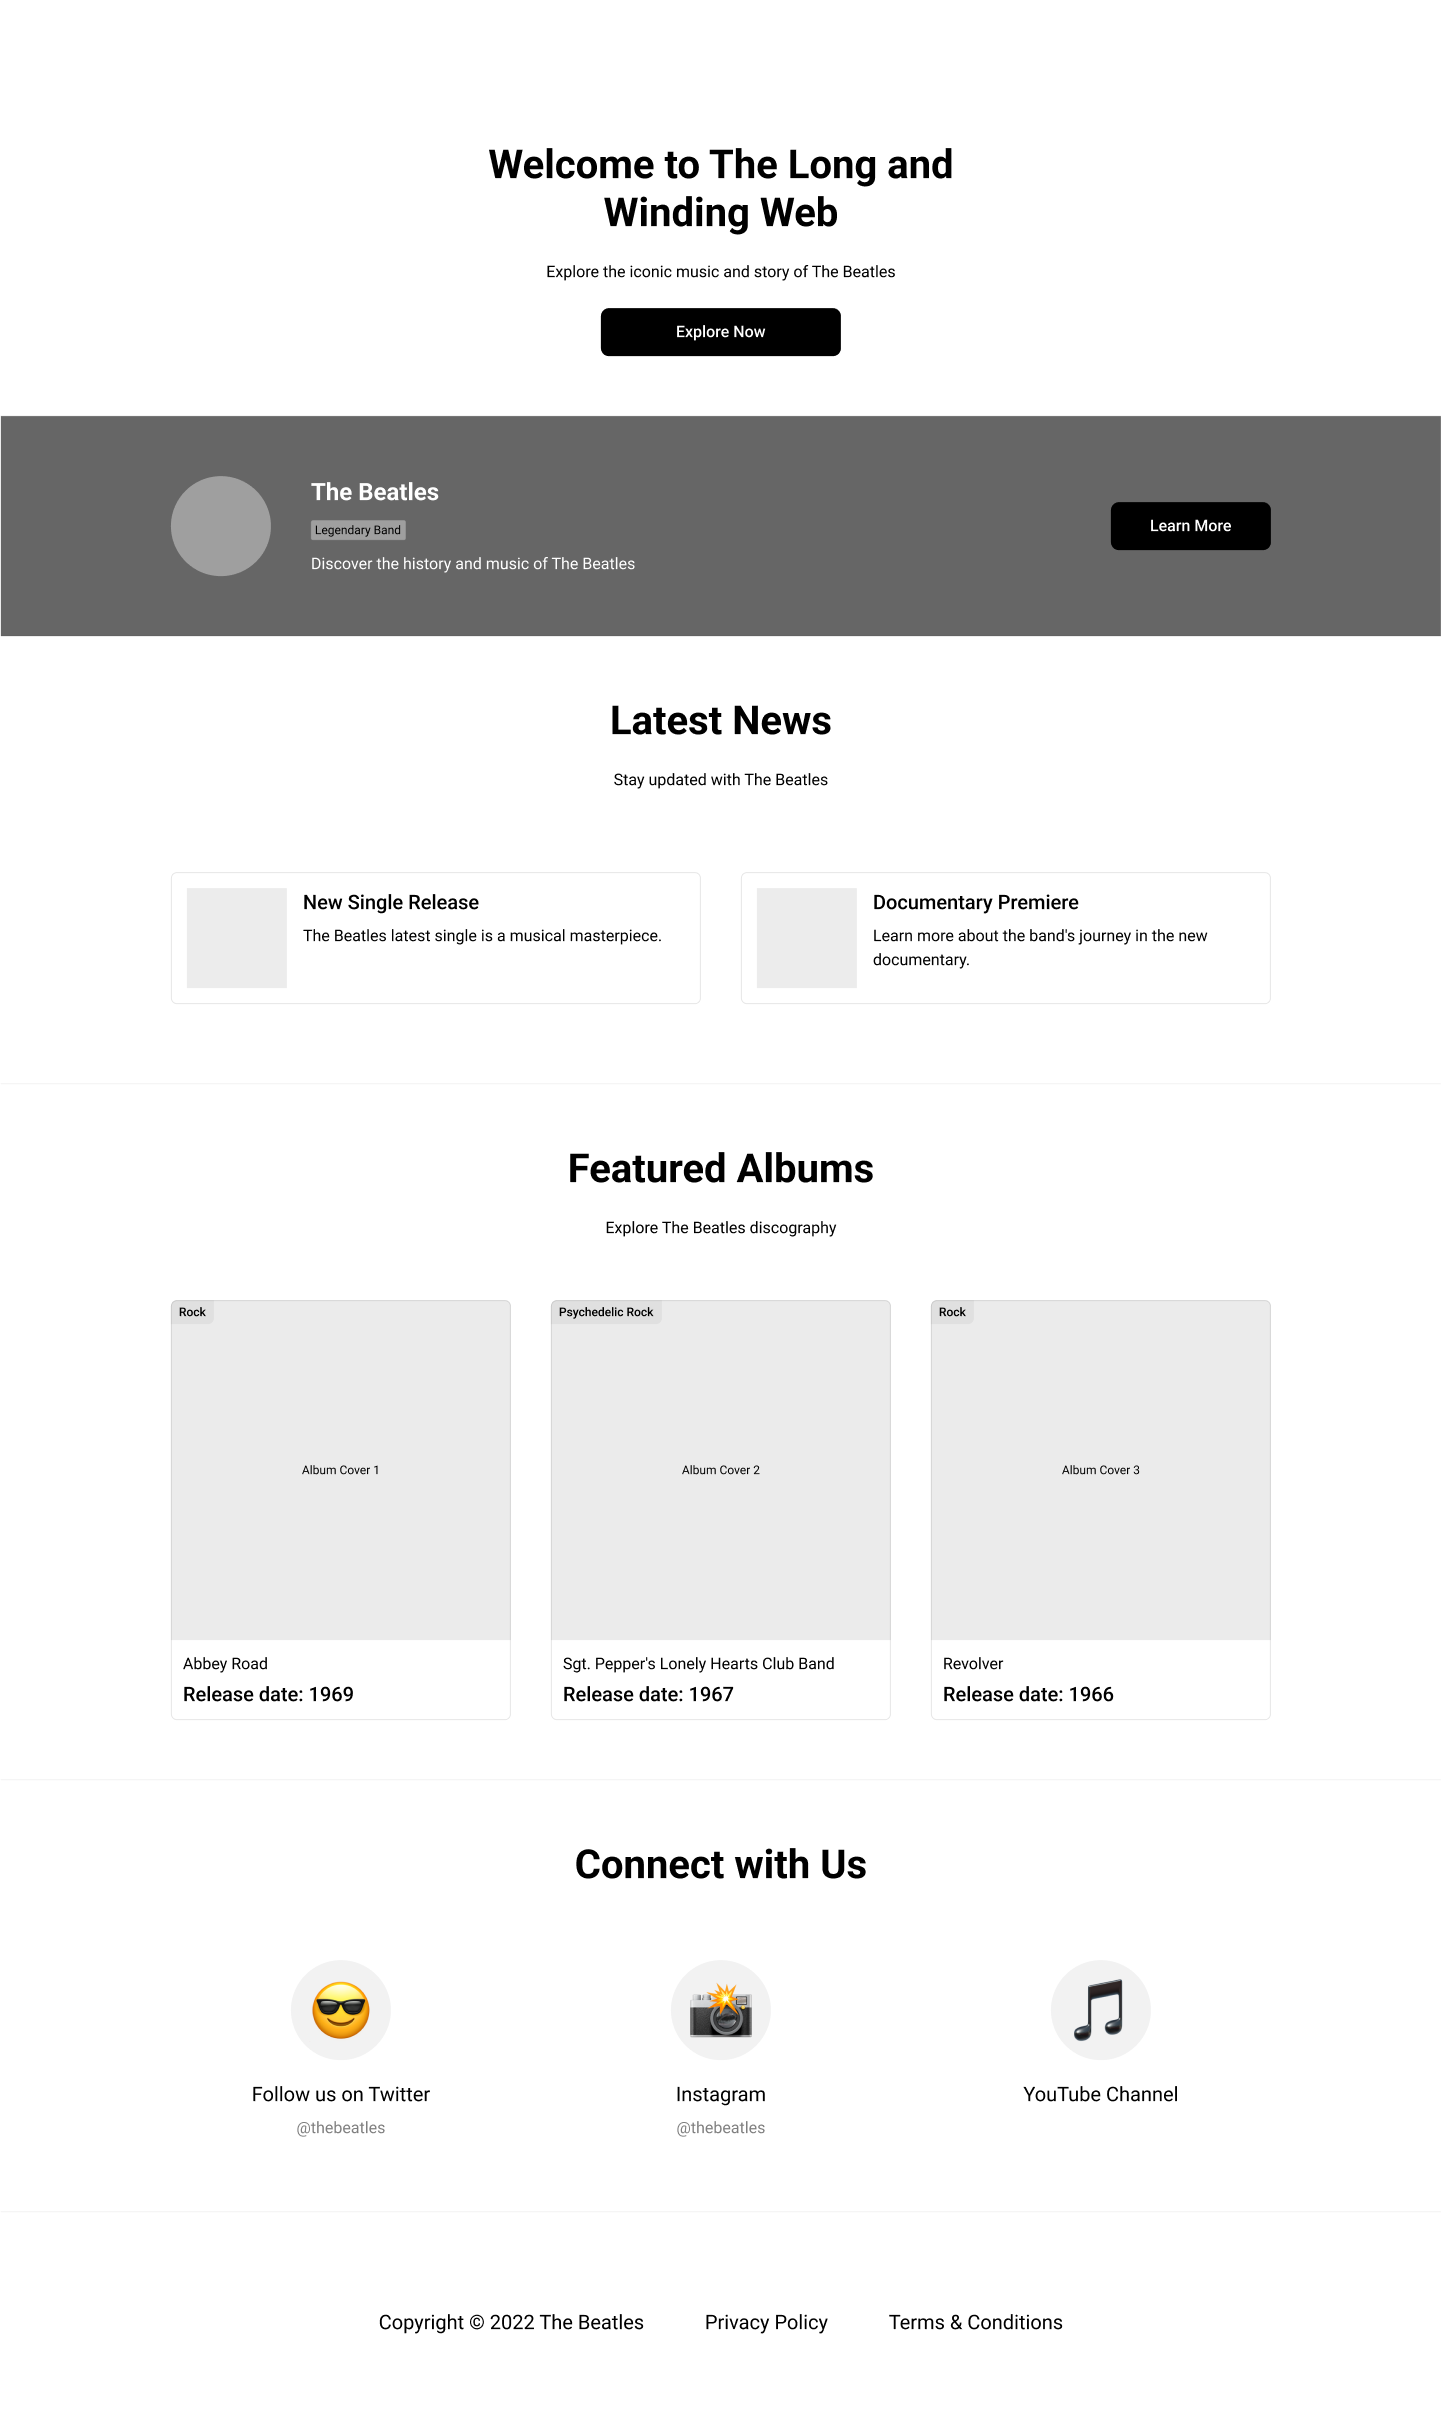 Welcome to The Long and
Winding Web
Explore the iconic music and story of The Beatles
Explore Now
The Beatles
Legendary Band
Discover the history and music of The Beatles
Learn More
Latest News
Stay updated with The Beatles
New Single Release
The Beatles latest single is a musical masterpiece.
Documentary Premiere
Learn more about the band's journey in the new
documentary.
Featured Albums
Explore The Beatles discography
Rock
Album Cover 1
Abbey Road
Release date: 1969
Psychedelic Rock
Album Cover 2
Sgt. Pepper's Lonely Hearts Club Band
Release date: 1967
Rock
Album Cover 3
Revolver
Release date: 1966
Connect with Us
Follow us on Twitter
@thebeatles
Instagram
@thebeatles
YouTube Channel
Copyright © 2022 The Beatles
Privacy Policy
Terms & Conditions